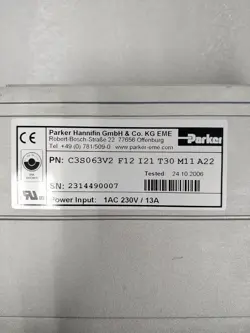 Parker Hannifin GmbH & Co. KG EME
Robert-Bosch-Straße 22 77656 Offenburg
Tel. +49 (0) 781/509-0 www.parker-eme.com
Parker
Tested 24.10.2006
PN: C3S063V2 F12 I21 T30 M11 A22
SN: 2314490007
Power Input: 1AC 230V / 13A